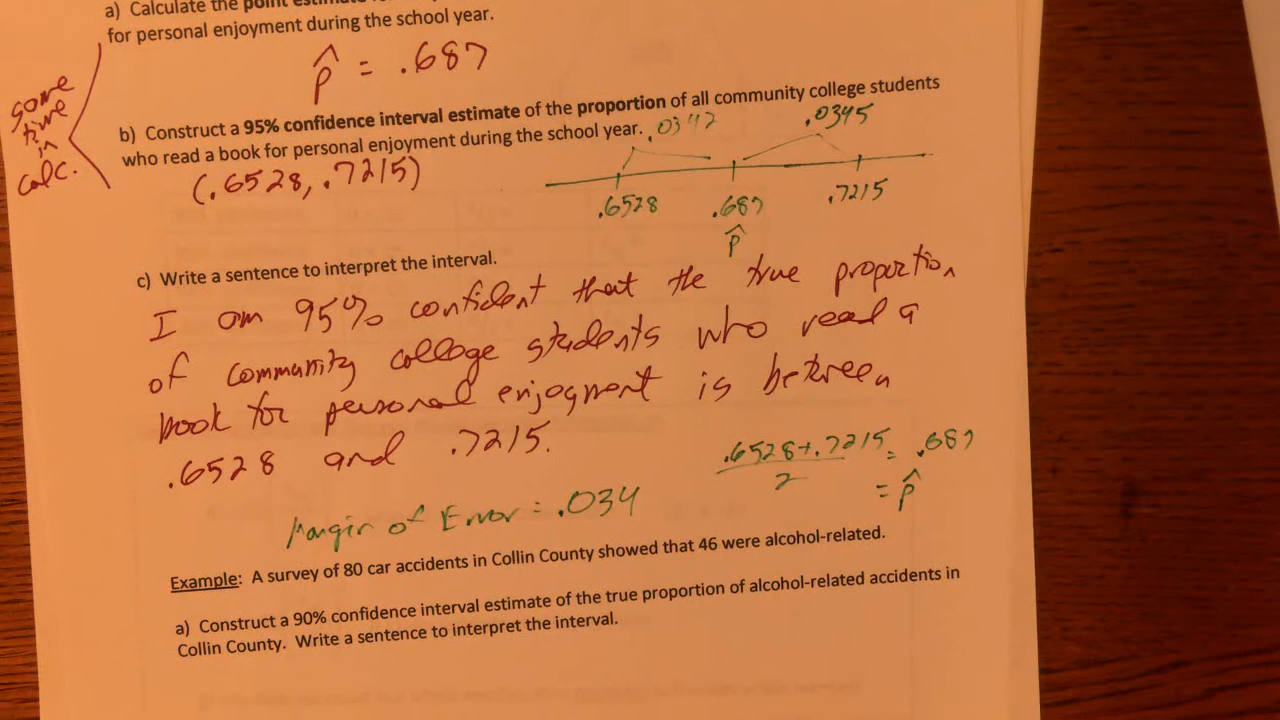 a) Calculate the point
for personal enjoyment during the school year.
p̂ = .687
some
time
in
calc.
b) Construct a 95% confidence interval estimate of the proportion of all community college students
who read a book for personal enjoyment during the school year.
.0342 .0345
(.6528, .7215)
.6528 .687 .7215
p̂
c) Write a sentence to interpret the interval.
I am 95% confident that the true proportion
of community college students who read a
book for personal enjoyment is between
.6528 and .7215.
.6528+.7215 = .687
2 = p̂
Margin of Error = .034
Example: A survey of 80 car accidents in Collin County showed that 46 were alcohol-related.
a) Construct a 90% confidence interval estimate of the true proportion of alcohol-related accidents in
Collin County. Write a sentence to interpret the interval.